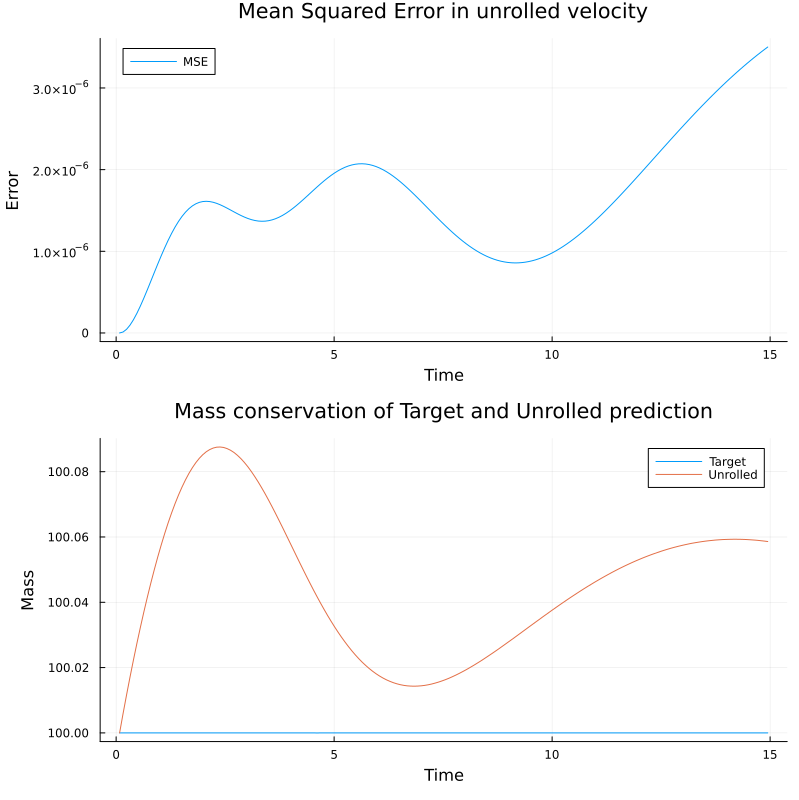 Mean Squared Error in unrolled velocity
MSE
3.0×10⁻⁶
2.0×10⁻⁶
1.0×10⁻⁶
0
Error
0 5 10 15
Time
Mass conservation of Target and Unrolled prediction
Target
Unrolled
100.08
100.06
100.04
100.02
100.00
Mass
0 5 10 15
Time